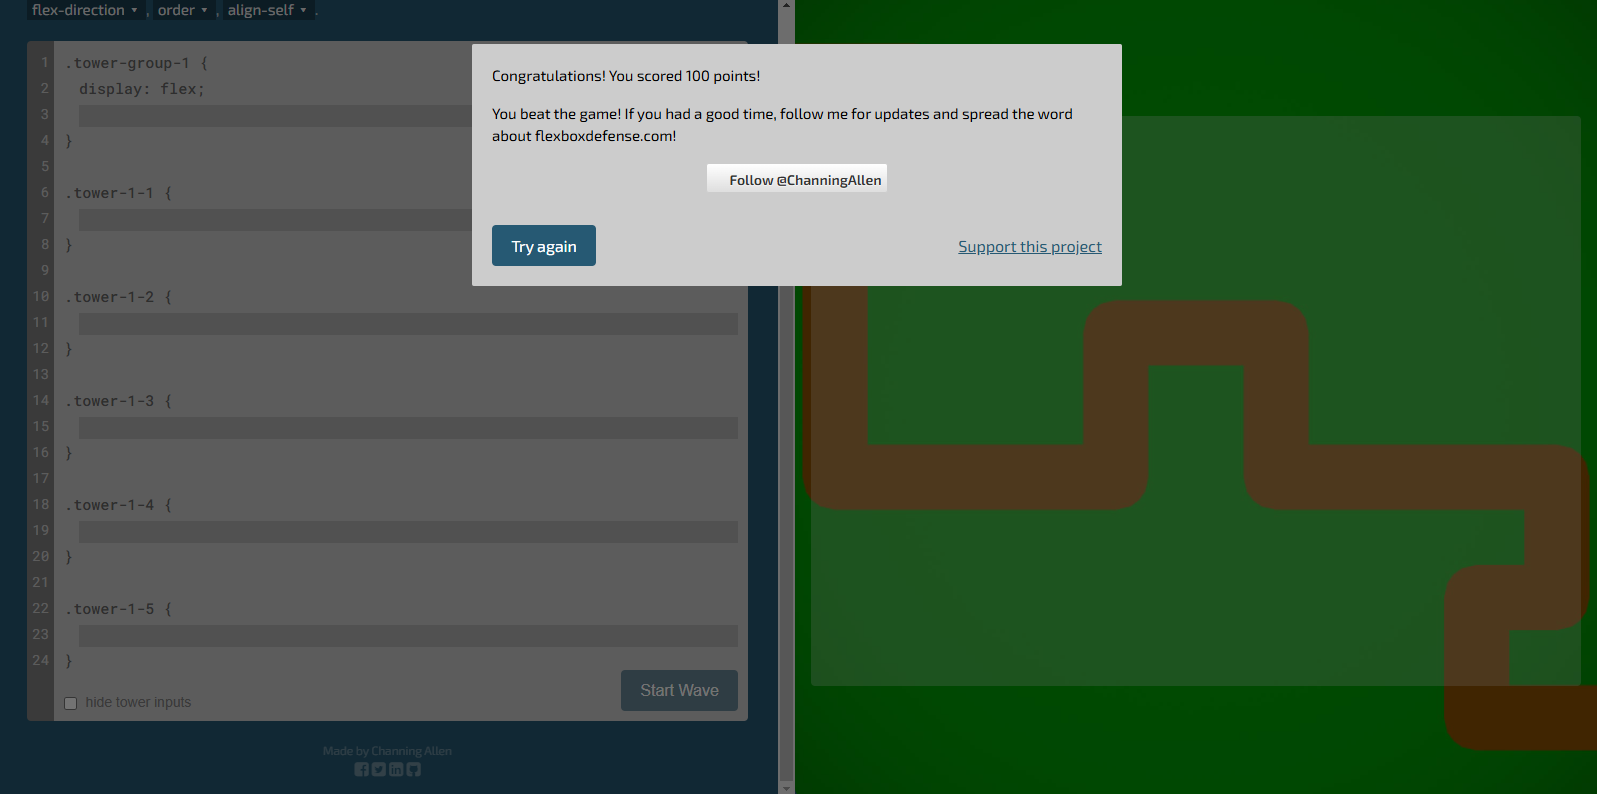 flex-direction ▾, order ▾, align-self ▾.
1 .tower-group-1 {
2 display: flex;
3
4 }
5
6 .tower-1-1 {
7
8 }
9
10 .tower-1-2 {
11
12 }
13
14 .tower-1-3 {
15
16 }
17
18 .tower-1-4 {
19
20 }
21
22 .tower-1-5 {
23
24 }
hide tower inputs
Start Wave
Made by Channing Allen
Congratulations! You scored 100 points!
You beat the game! If you had a good time, follow me for updates and spread the word
about flexboxdefense.com!
Follow @ChanningAllen
Try again
Support this project